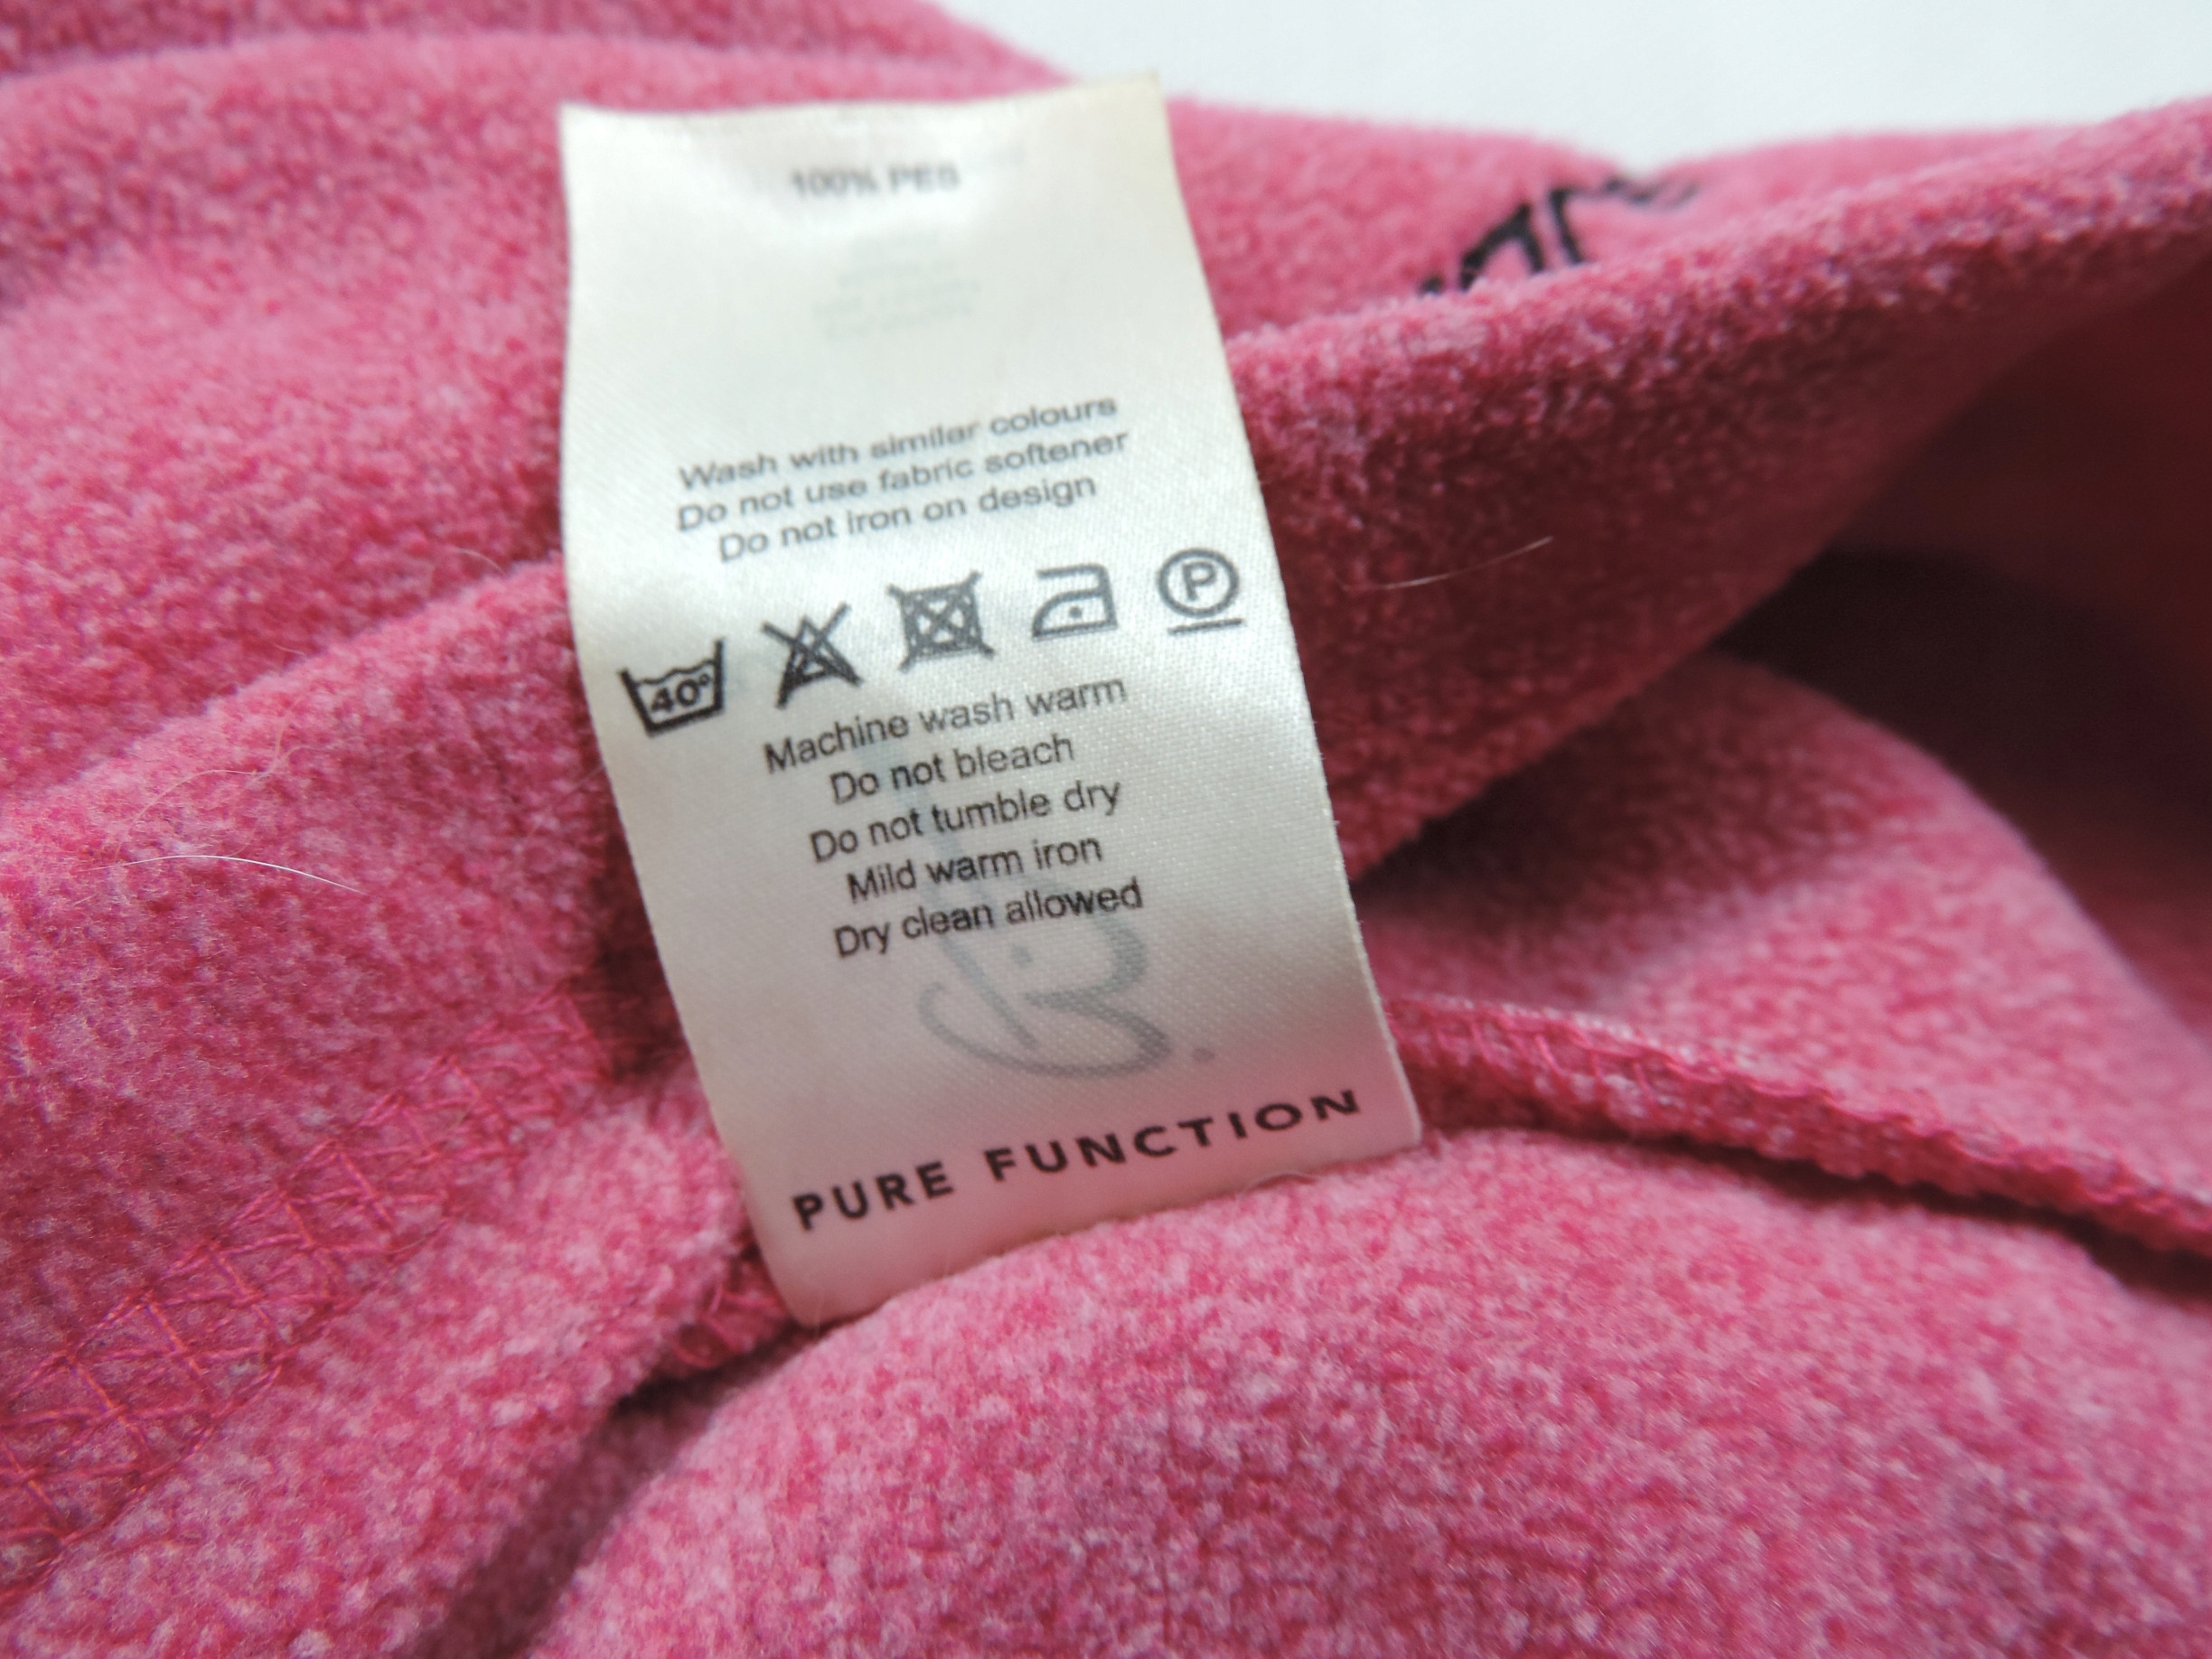 100% PES
Wash with similar colours
Do not use fabric softener
Do not iron on design
40°
P
Machine wash warm
Do not bleach
Do not tumble dry
Mild warm iron
Dry clean allowed
PURE FUNCTION